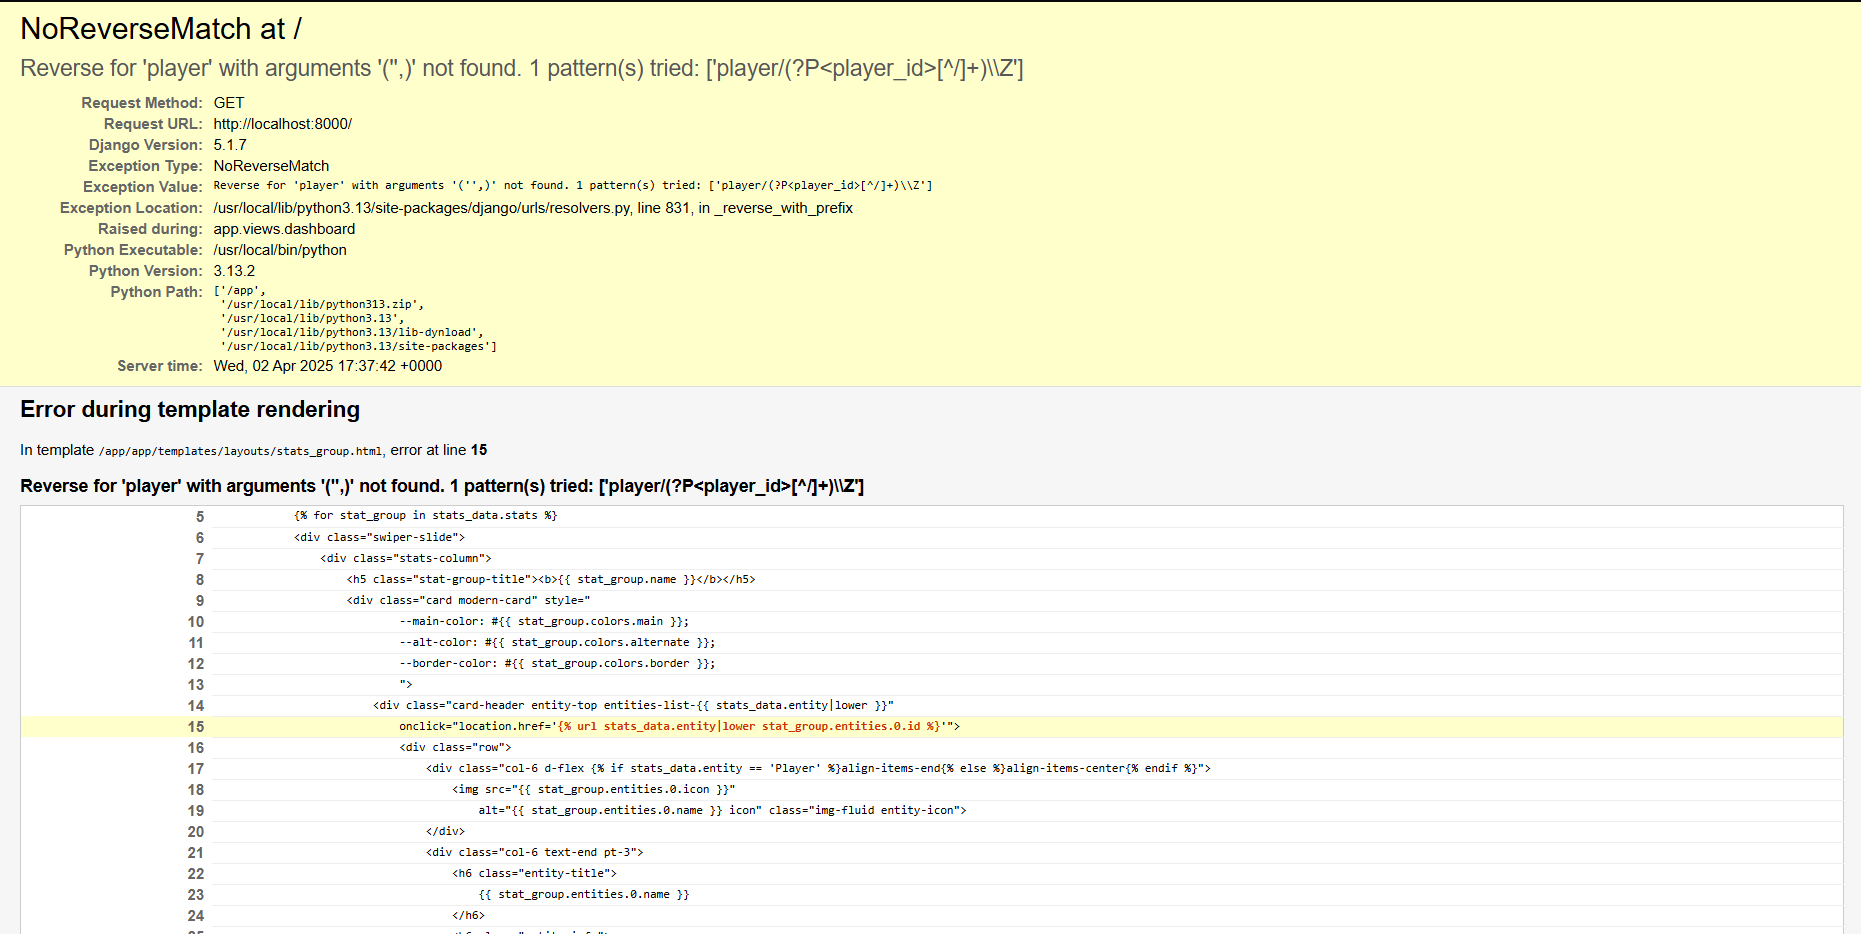 NoReverseMatch at /
Reverse for 'player' with arguments '('',)' not found. 1 pattern(s) tried: ['player/(?P<player_id>[^/]+)\\Z']
Request Method: GET
Request URL: http://localhost:8000/
Django Version: 5.1.7
Exception Type: NoReverseMatch
Exception Value: Reverse for 'player' with arguments '('',)' not found. 1 pattern(s) tried: ['player/(?P<player_id>[^/]+)\\Z']
Exception Location: /usr/local/lib/python3.13/site-packages/django/urls/resolvers.py, line 831, in _reverse_with_prefix
Raised during: app.views.dashboard
Python Executable: /usr/local/bin/python
Python Version: 3.13.2
Python Path: ['/app',
'/usr/local/lib/python313.zip',
'/usr/local/lib/python3.13',
'/usr/local/lib/python3.13/lib-dynload',
'/usr/local/lib/python3.13/site-packages']
Server time: Wed, 02 Apr 2025 17:37:42 +0000
Error during template rendering
In template /app/app/templates/layouts/stats_group.html, error at line 15
Reverse for 'player' with arguments '('',)' not found. 1 pattern(s) tried: ['player/(?P<player_id>[^/]+)\\Z']
5 {% for stat_group in stats_data.stats %}
6 <div class="swiper-slide">
7 <div class="stats-column">
8 <h5 class="stat-group-title"><b>{{ stat_group.name }}</b></h5>
9 <div class="card modern-card" style="
10 --main-color: #{{ stat_group.colors.main }};
11 --alt-color: #{{ stat_group.colors.alternate }};
12 --border-color: #{{ stat_group.colors.border }};
13 ">
14 <div class="card-header entity-top entities-list-{{ stats_data.entity|lower }}"
15 onclick="location.href='{% url stats_data.entity|lower stat_group.entities.0.id %}'">
16 <div class="row">
17 <div class="col-6 d-flex {% if stats_data.entity == 'Player' %}align-items-end{% else %}align-items-center{% endif %}">
18 <img src="{{ stat_group.entities.0.icon }}"
19 alt="{{ stat_group.entities.0.name }} icon" class="img-fluid entity-icon">
20 </div>
21 <div class="col-6 text-end pt-3">
22 <h6 class="entity-title">
23 {{ stat_group.entities.0.name }}
24 </h6>